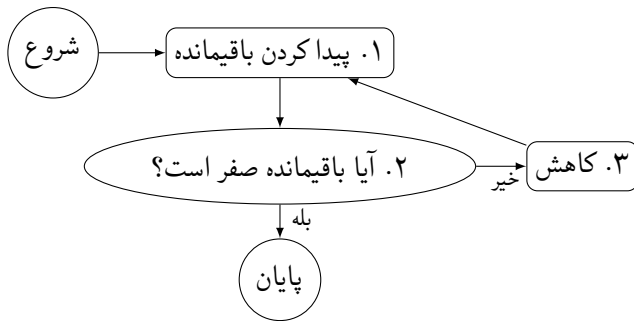 شروع
۱. پیدا کردن باقیمانده
۲. آیا باقیمانده صفر است؟
خیر
۳. کاهش
بله
پایان